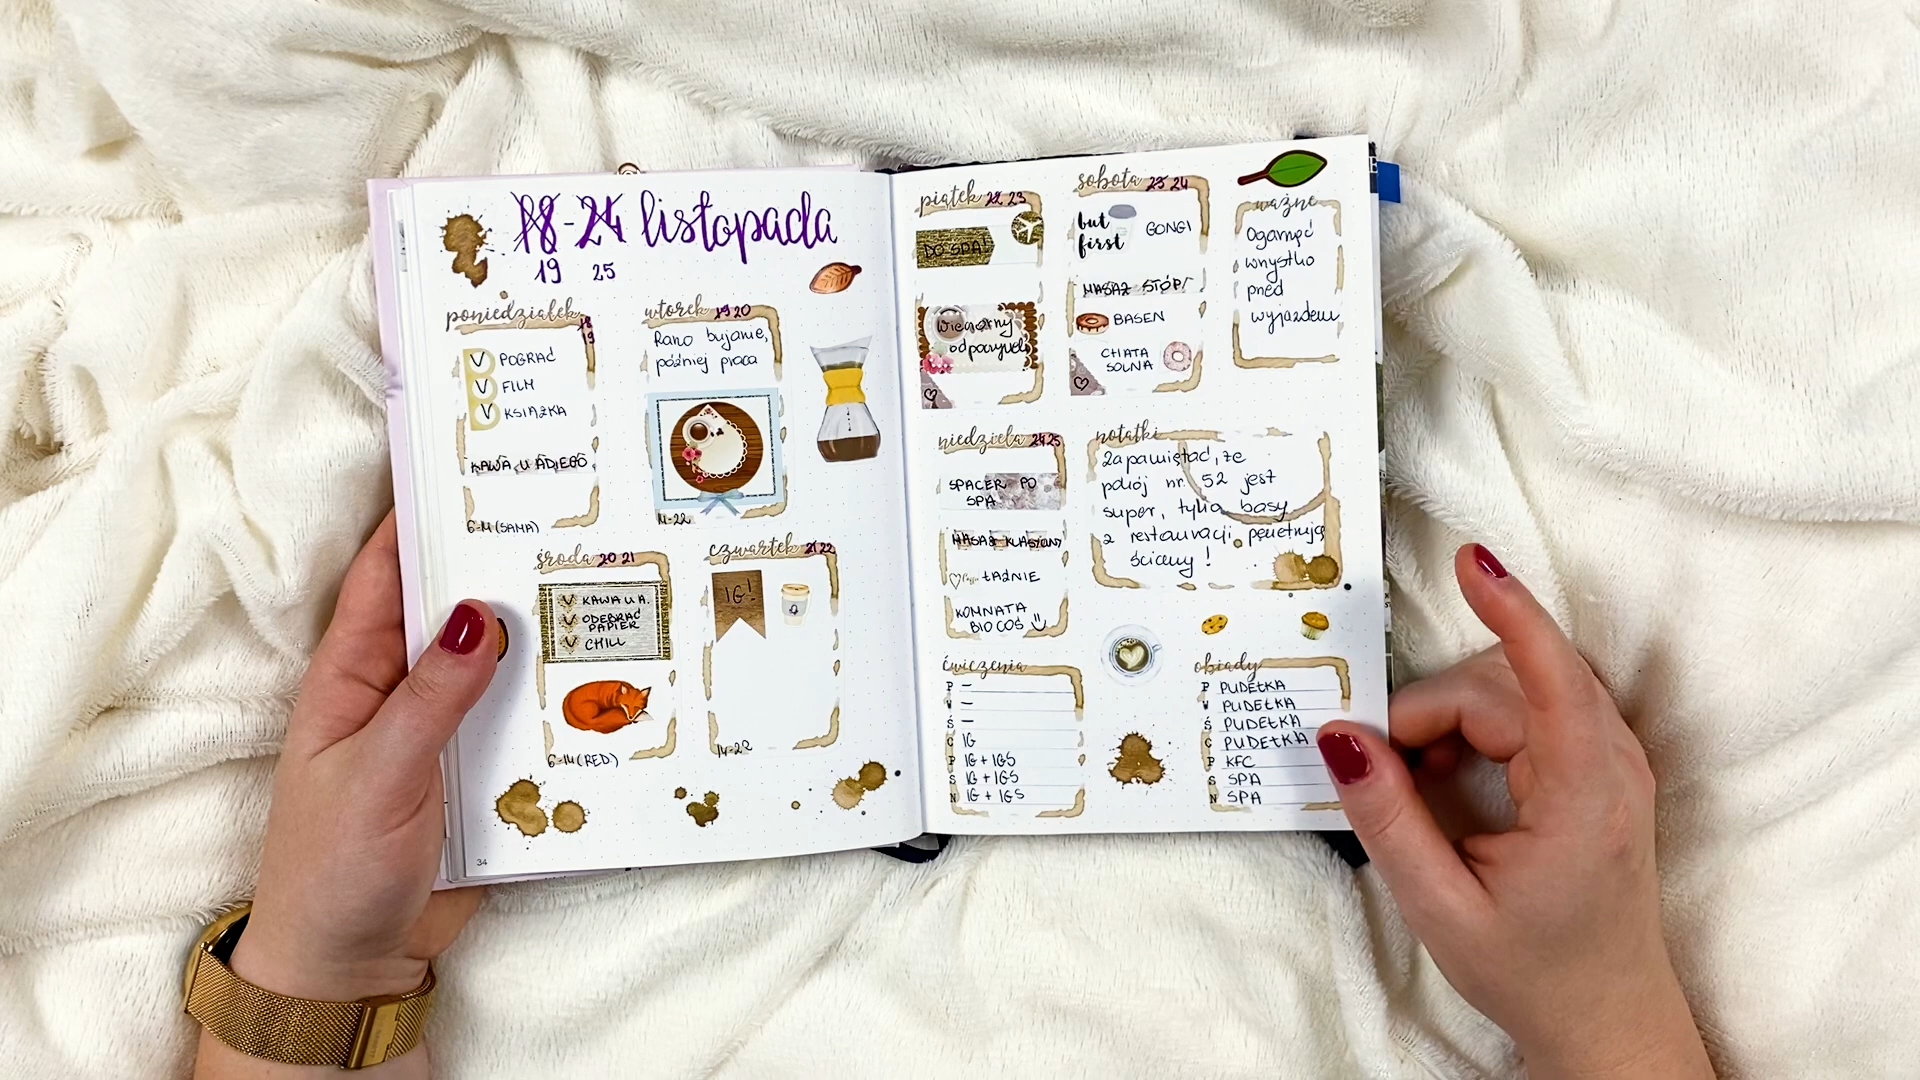 18-24 listopada
19 25
poniedziałek 18
19
V POGRAĆ
V FILM
V KSIĄŻKA
KAWA U ADIEGO
6-14 (SAMA)
wtorek 19 20
Rano bujanie,
później praca
14-22
środa 20 21
V KAWA U A.
V ODEBRAĆ
PAPIER
V CHILL
6-14 (RED.)
czwartek 21 22
IG!
14-22
34
piątek 22 23
DO SPA!
Wieczorny
odpoczynek
sobota 23 24
but
first
GONGI
MASAŻ STÓP!
BASEN
CHATA
SOLNA
ważne
Ogarnąć
wszystko
przed
wyjazdem
niedziela 24 25
SPACER PO
SPA
MASAŻ KLASYCZNY
ŁAŹNIE
KOMNATA
BIO COŚ
notatki
Zapamiętać, że
pokój nr 52 jest
super, tylko basy
z restauracji penetrują
ściany!
ćwiczenia
P –
W –
Ś –
C IG
P IG + IGS
S IG + IGS
N IG + IGS
obiady
P PUDEŁKA
W PUDEŁKA
Ś PUDEŁKA
C PUDEŁKA
P KFC
S SPA
N SPA